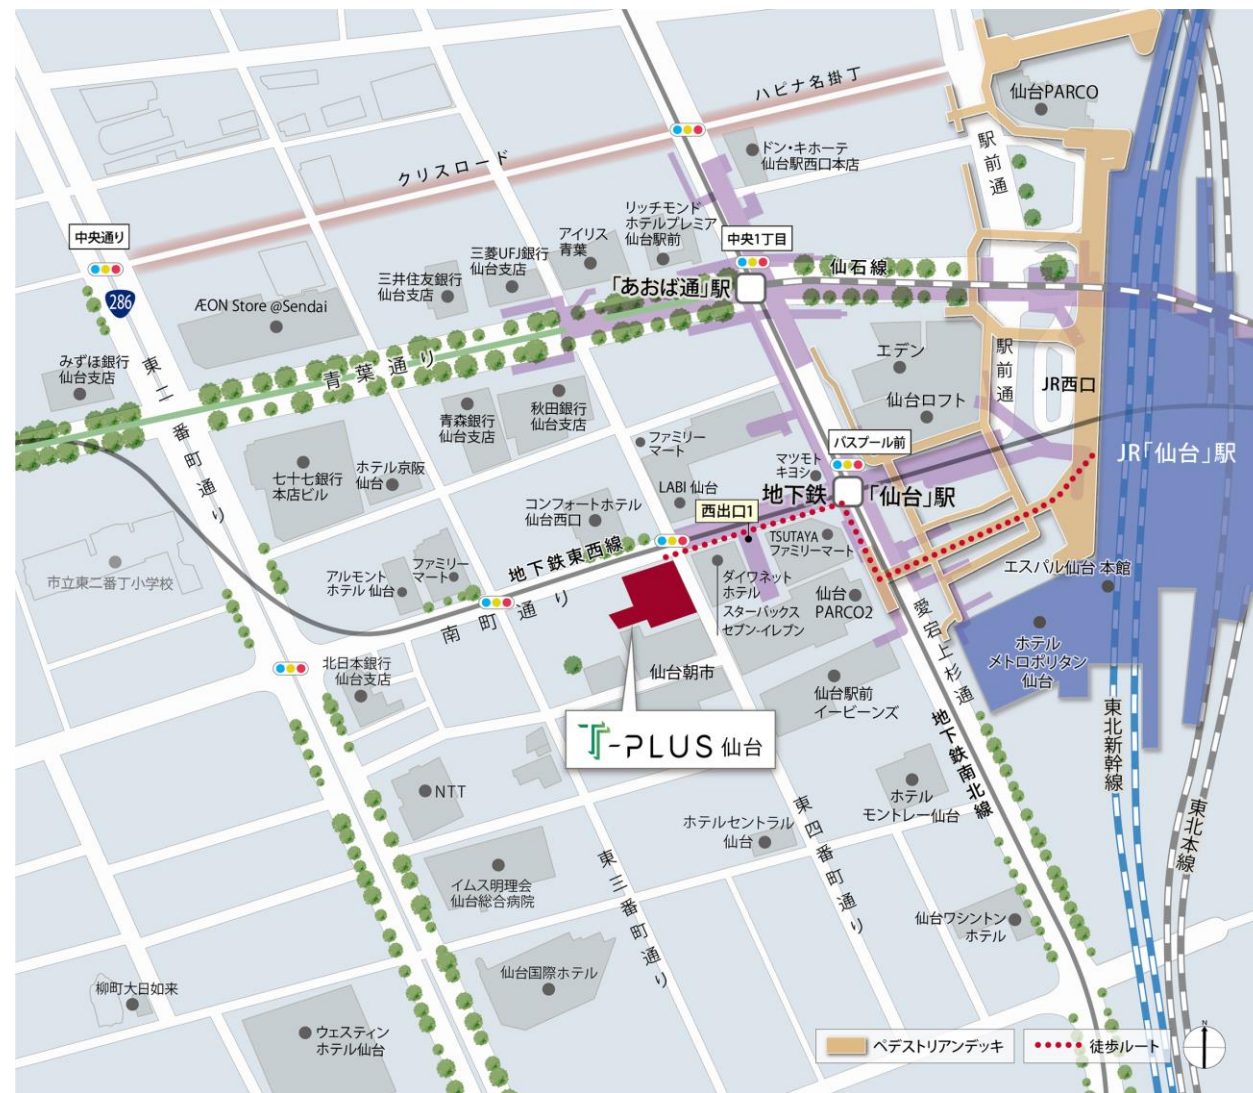 仙台PARCO
ハピナ名掛丁
ドン・キホーテ
仙台駅西口本店
駅前通
クリスロード
中央通り
286
リッチモンド
ホテルプレミア
仙台駅前
アイリス
青葉
三菱UFJ銀行
仙台支店
三井住友銀行
仙台支店
中央1丁目
仙石線
「あおば通」駅
ÆON Store @Sendai
みずほ銀行
仙台支店
東二番町通り
青葉通り
エデン
駅前通
JR西口
仙台ロフト
青森銀行
仙台支店
秋田銀行
仙台支店
ファミリー
マート
バスプール前
マツモト
キヨシ
JR「仙台」駅
七十七銀行
本店ビル
ホテル京阪
仙台
LABI 仙台
地下鉄
「仙台」駅
コンフォートホテル
仙台西口
西出口1
TSUTAYA
ファミリーマート
地下鉄東西線
市立東二番丁小学校
アルモント
ホテル 仙台
ファミリー
マート
南町通り
ダイワネット
ホテル
スターバックス
セブン-イレブン
仙台
PARCO2
エスパル仙台 本館
愛宕上杉通
ホテル
メトロポリタン
仙台
北日本銀行
仙台支店
仙台朝市
仙台駅前
イービーンズ
T-PLUS 仙台
地下鉄南北線
東北新幹線
東北本線
NTT
ホテル
モントレー仙台
ホテルセントラル
仙台
東四番町通り
東三番町通り
イムス明理会
仙台総合病院
仙台ワシントン
ホテル
仙台国際ホテル
柳町大日如来
ウェスティン
ホテル仙台
ペデストリアンデッキ
徒歩ルート
N